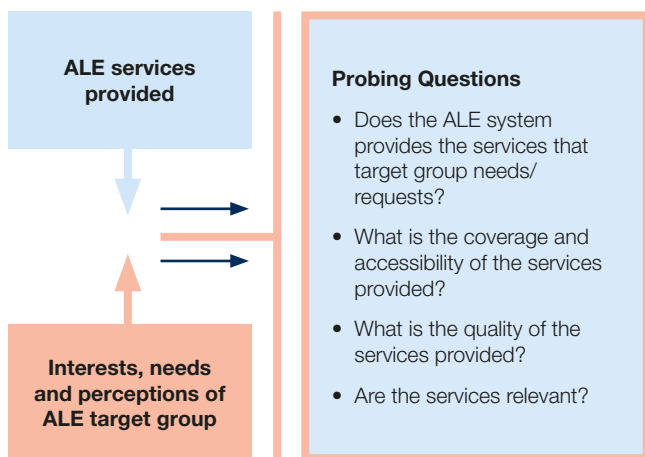 ALE services
provided
Interests, needs
and perceptions of
ALE target group
Probing Questions
• Does the ALE system
provides the services that
target group needs/
requests?
• What is the coverage and
accessibility of the services
provided?
• What is the quality of the
services provided?
• Are the services relevant?